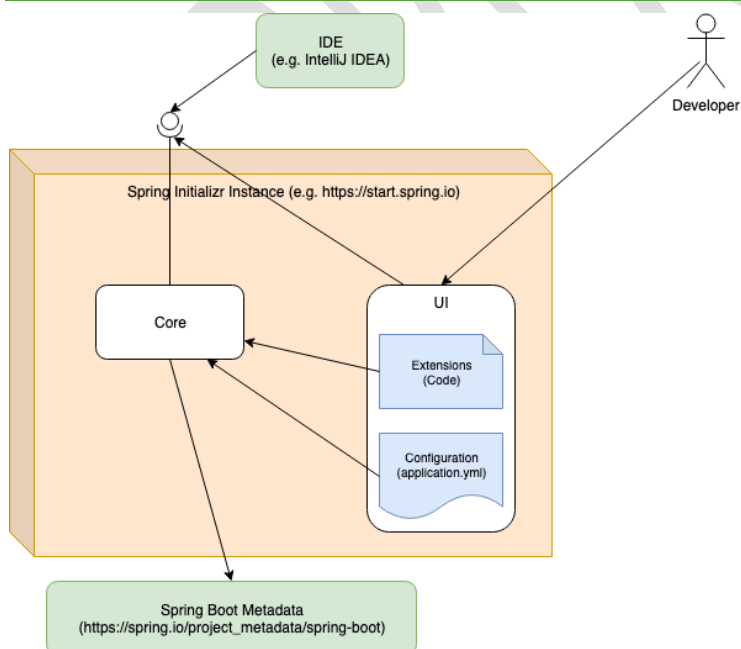 IDE
(e.g. IntelliJ IDEA)
Developer
Spring Initializr Instance (e.g. https://start.spring.io)
UI
Core
Extensions
(Code)
Configuration
(application.yml)
Spring Boot Metadata
(https://spring.io/project_metadata/spring-boot)